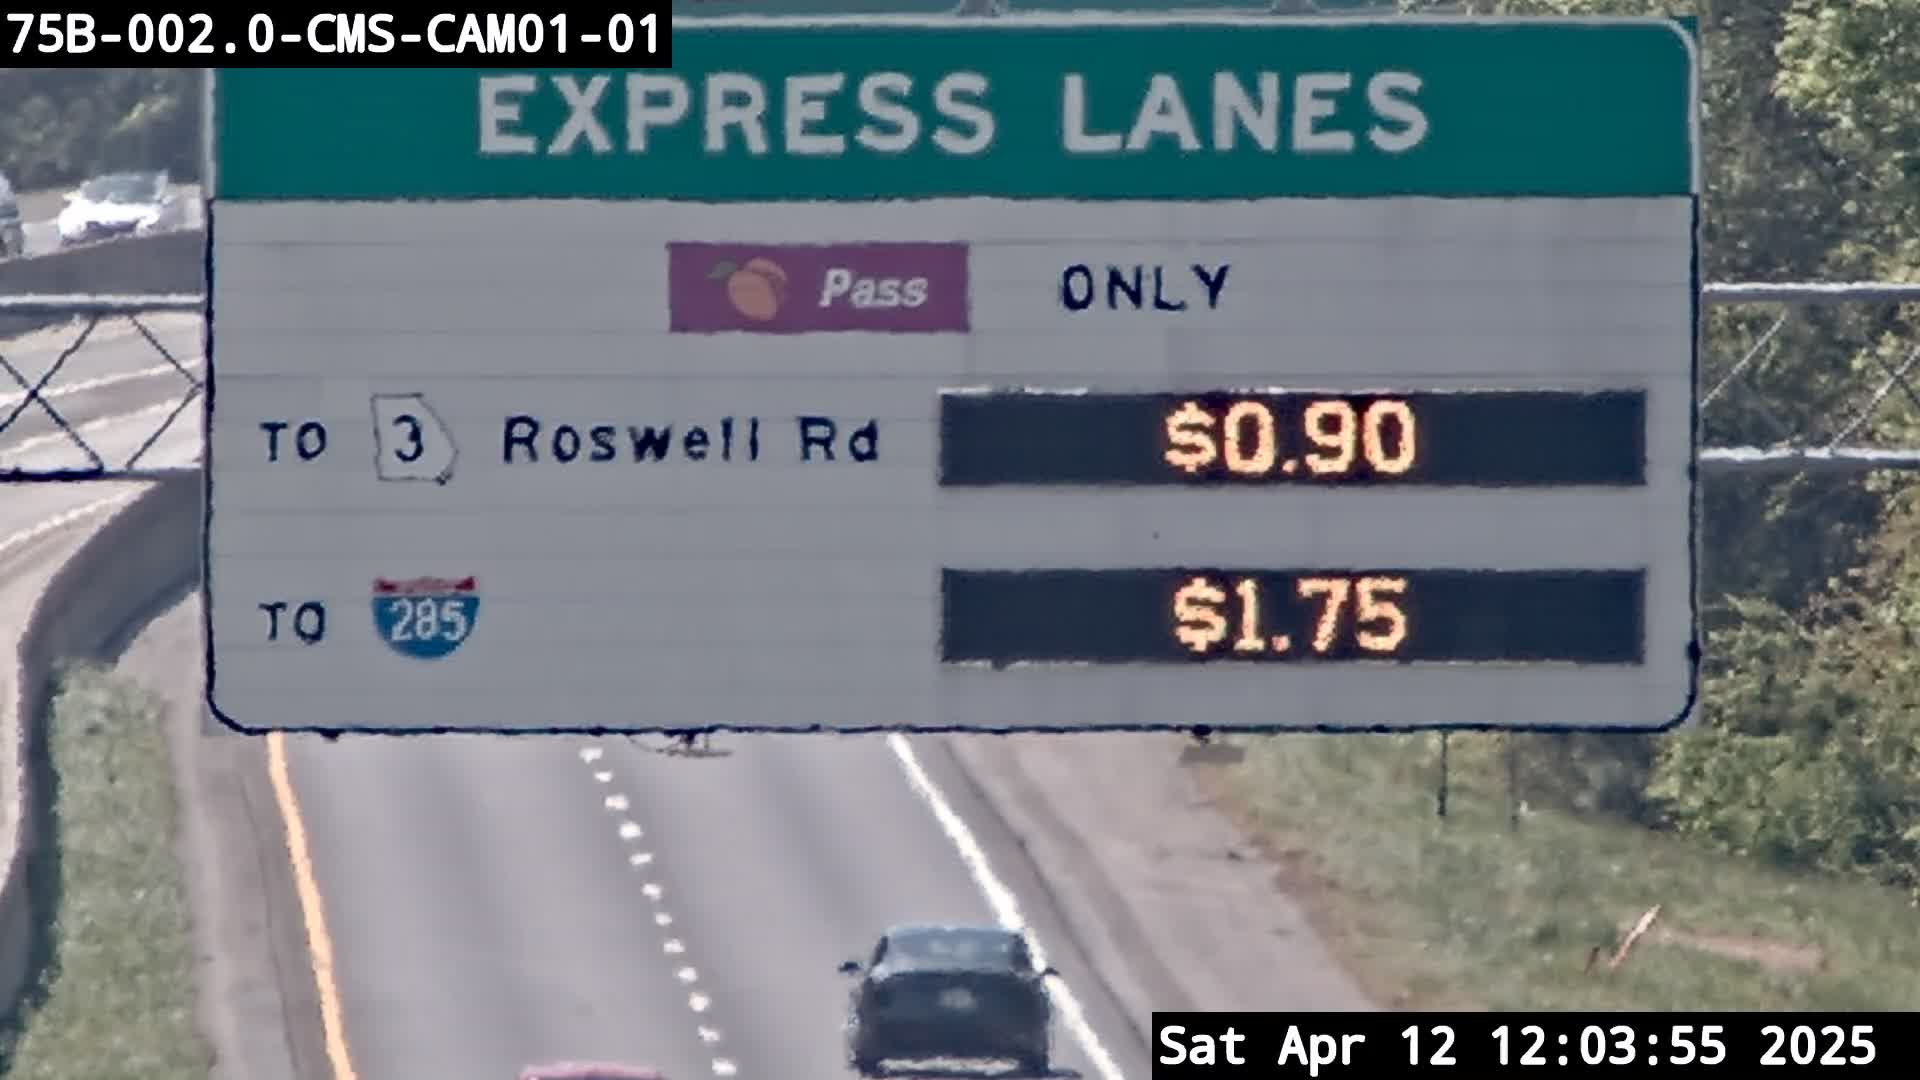 75B-002.0-CMS-CAM01-01
EXPRESS LANES
Pass ONLY
TO 3 Roswell Rd $0.90
TO 285 $1.75
Sat Apr 12 12:03:55 2025